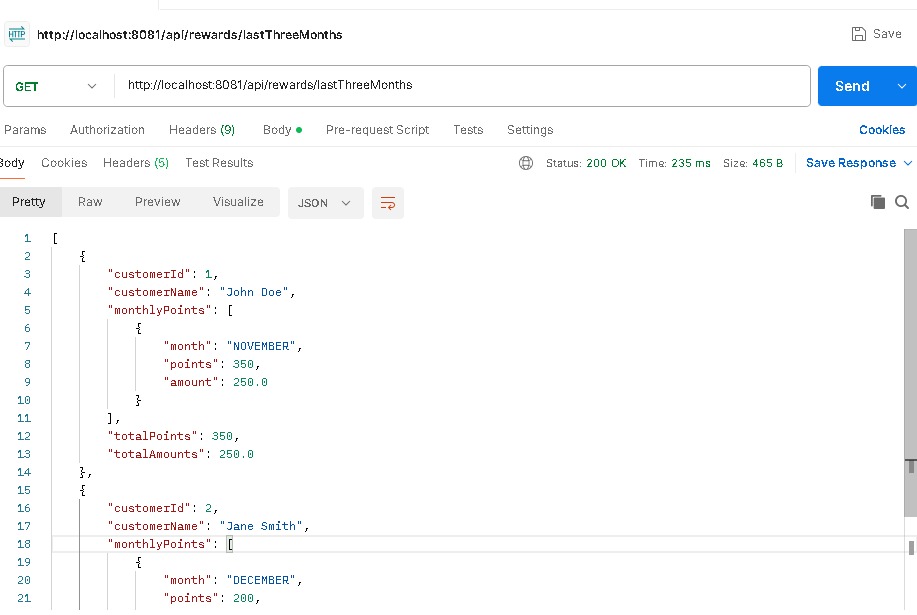 HTTP http://localhost:8081/api/rewards/lastThreeMonths Save
GET http://localhost:8081/api/rewards/lastThreeMonths Send
Params Authorization Headers (9) Body Pre-request Script Tests Settings Cookies
Body Cookies Headers (5) Test Results Status: 200 OK Time: 235 ms Size: 465 B Save Response
Pretty Raw Preview Visualize JSON
1 [
2 {
3 "customerId": 1,
4 "customerName": "John Doe",
5 "monthlyPoints": [
6 {
7 "month": "NOVEMBER",
8 "points": 350,
9 "amount": 250.0
10 }
11 ],
12 "totalPoints": 350,
13 "totalAmounts": 250.0
14 },
15 {
16 "customerId": 2,
17 "customerName": "Jane Smith",
18 "monthlyPoints": [
19 {
20 "month": "DECEMBER",
21 "points": 200,